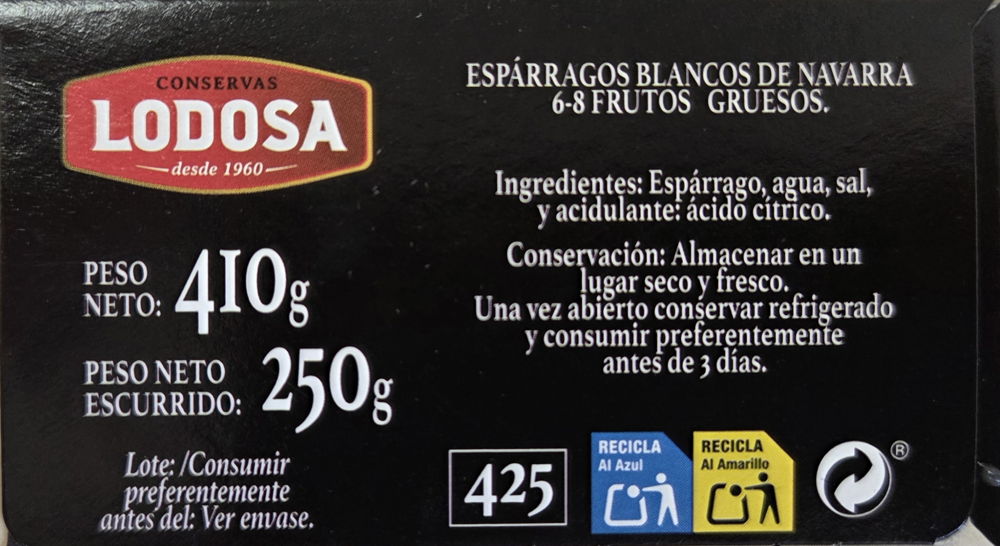 CONSERVAS
LODOSA
desde 1960
PESO
NETO: 410g
PESO NETO
ESCURRIDO: 250g
Lote: /Consumir
preferentemente
antes del: Ver envase.
ESPÁRRAGOS BLANCOS DE NAVARRA
6-8 FRUTOS GRUESOS.
Ingredientes: Espárrago, agua, sal,
y acidulante: ácido cítrico.
Conservación: Almacenar en un
lugar seco y fresco.
Una vez abierto conservar refrigerado
y consumir preferentemente
antes de 3 días.
425
RECICLA
Al Azul
RECICLA
Al Amarillo
®